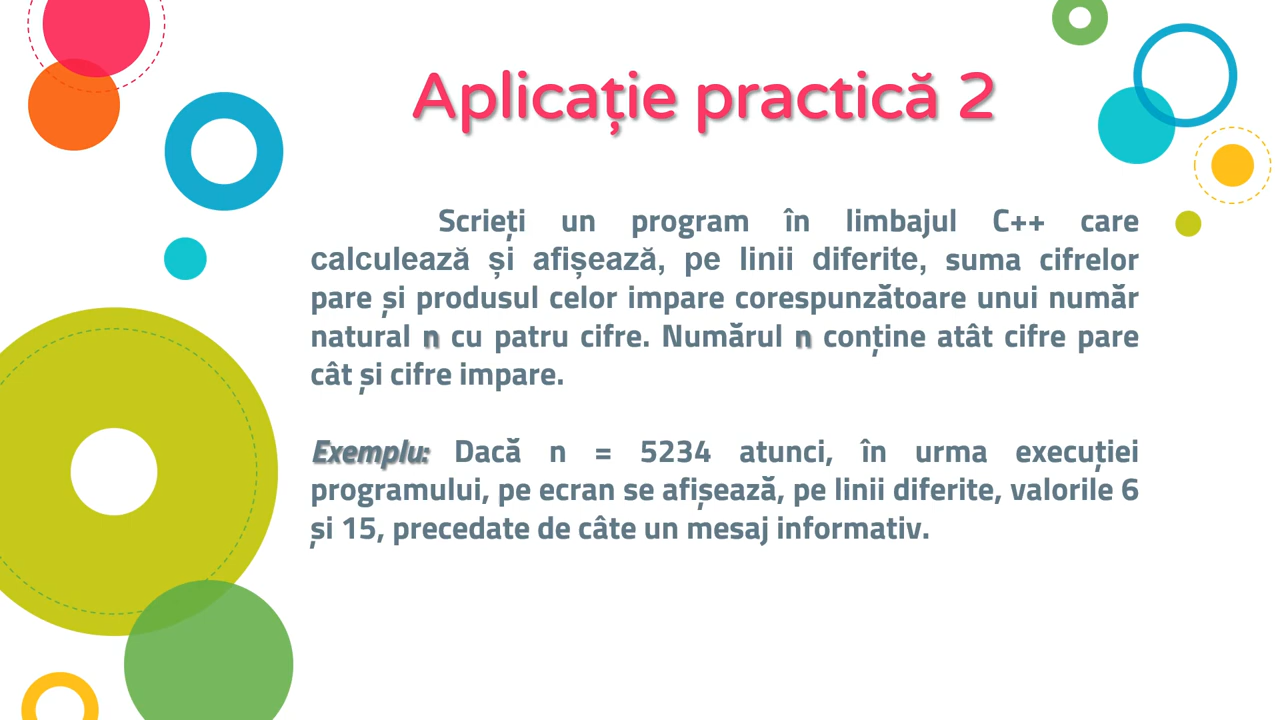 Aplicație practică 2
Scrieți un program în limbajul C++ care
calculează și afișează, pe linii diferite, suma cifrelor
pare și produsul celor impare corespunzătoare unui număr
natural n cu patru cifre. Numărul n conține atât cifre pare
cât și cifre impare.
Exemplu: Dacă n = 5234 atunci, în urma execuției
programului, pe ecran se afișează, pe linii diferite, valorile 6
și 15, precedate de câte un mesaj informativ.